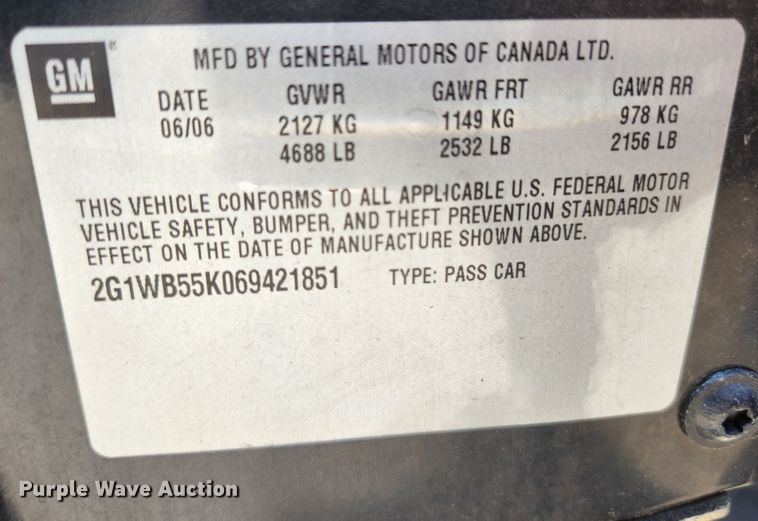 GM
MFD BY GENERAL MOTORS OF CANADA LTD.
DATE GVWR GAWR FRT GAWR RR
06/06 2127 KG 1149 KG 978 KG
4688 LB 2532 LB 2156 LB
THIS VEHICLE CONFORMS TO ALL APPLICABLE U.S. FEDERAL MOTOR
VEHICLE SAFETY, BUMPER, AND THEFT PREVENTION STANDARDS IN
EFFECT ON THE DATE OF MANUFACTURE SHOWN ABOVE.
2G1WB55K069421851 TYPE: PASS CAR
Purple Wave Auction